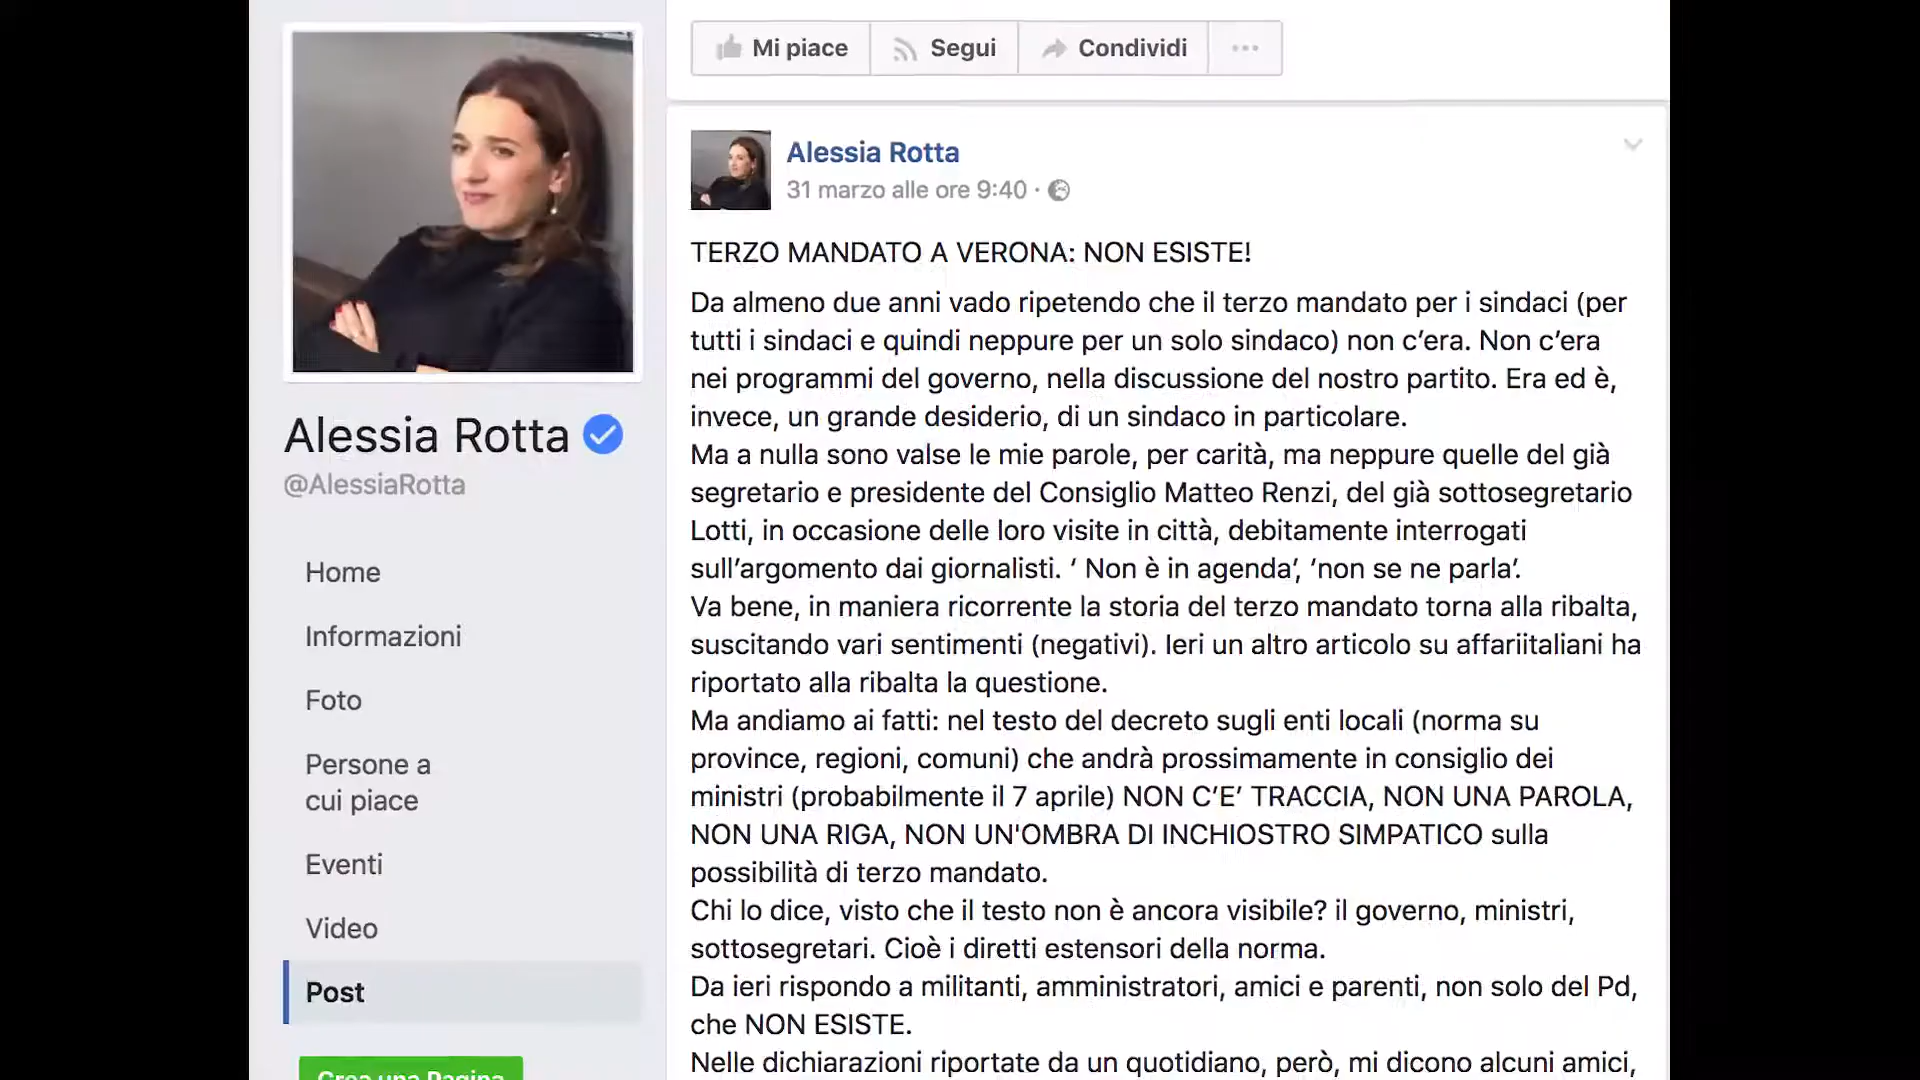 Mi piace
Segui
Condividi
Alessia Rotta
@AlessiaRotta
Home
Informazioni
Foto
Persone a
cui piace
Eventi
Video
Post
Crea una Pagina
Alessia Rotta
31 marzo alle ore 9:40 ·
TERZO MANDATO A VERONA: NON ESISTE!
Da almeno due anni vado ripetendo che il terzo mandato per i sindaci (per
tutti i sindaci e quindi neppure per un solo sindaco) non c’era. Non c’era
nei programmi del governo, nella discussione del nostro partito. Era ed è,
invece, un grande desiderio, di un sindaco in particolare.
Ma a nulla sono valse le mie parole, per carità, ma neppure quelle del già
segretario e presidente del Consiglio Matteo Renzi, del già sottosegretario
Lotti, in occasione delle loro visite in città, debitamente interrogati
sull’argomento dai giornalisti. ‘ Non è in agenda’, ‘non se ne parla’.
Va bene, in maniera ricorrente la storia del terzo mandato torna alla ribalta,
suscitando vari sentimenti (negativi). Ieri un altro articolo su affariitaliani ha
riportato alla ribalta la questione.
Ma andiamo ai fatti: nel testo del decreto sugli enti locali (norma su
province, regioni, comuni) che andrà prossimamente in consiglio dei
ministri (probabilmente il 7 aprile) NON C’E’ TRACCIA, NON UNA PAROLA,
NON UNA RIGA, NON UN'OMBRA DI INCHIOSTRO SIMPATICO sulla
possibilità di terzo mandato.
Chi lo dice, visto che il testo non è ancora visibile? il governo, ministri,
sottosegretari. Cioè i diretti estensori della norma.
Da ieri rispondo a militanti, amministratori, amici e parenti, non solo del Pd,
che NON ESISTE.
Nelle dichiarazioni riportate da un quotidiano, però, mi dicono alcuni amici,